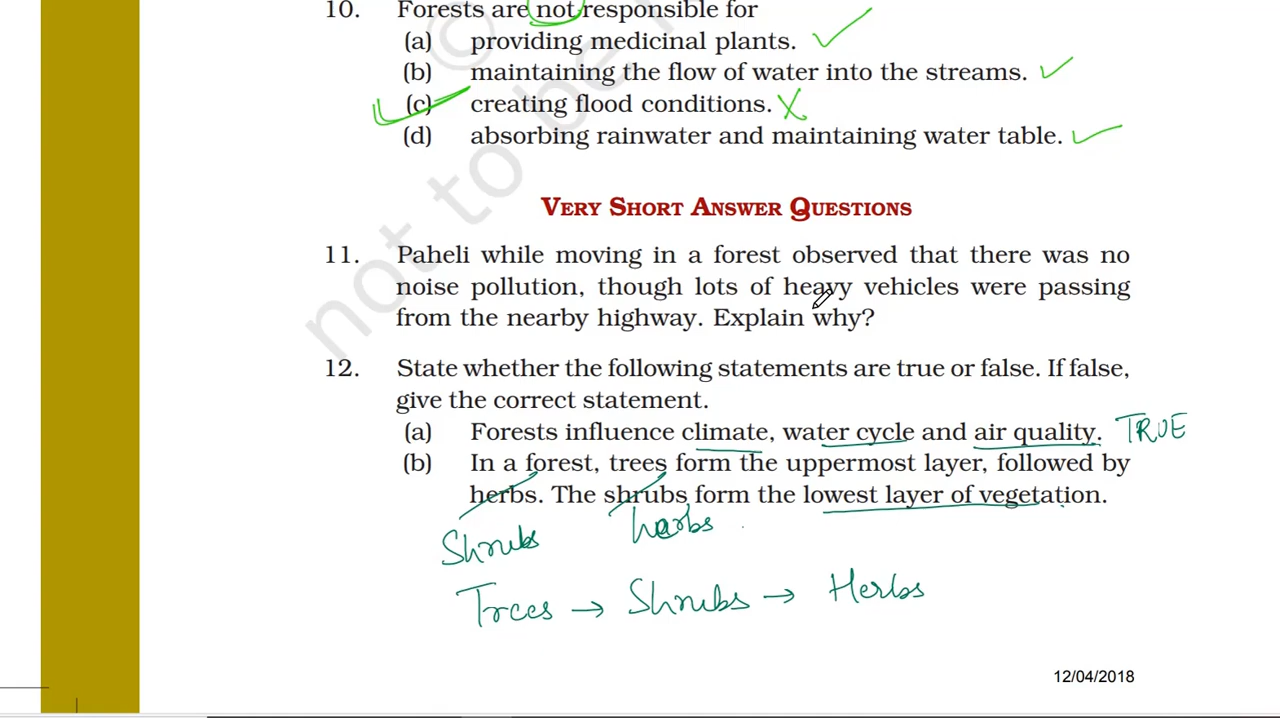 10. Forests are not responsible for
(a) providing medicinal plants.
(b) maintaining the flow of water into the streams.
(c) creating flood conditions. X
(d) absorbing rainwater and maintaining water table.
VERY SHORT ANSWER QUESTIONS
11. Paheli while moving in a forest observed that there was no
noise pollution, though lots of heavy vehicles were passing
from the nearby highway. Explain why?
12. State whether the following statements are true or false. If false,
give the correct statement.
(a) Forests influence climate, water cycle and air quality. TRUE
(b) In a forest, trees form the uppermost layer, followed by
herbs. The shrubs form the lowest layer of vegetation.
Shrubs herbs
Trees → Shrubs → Herbs
12/04/2018
© not to be